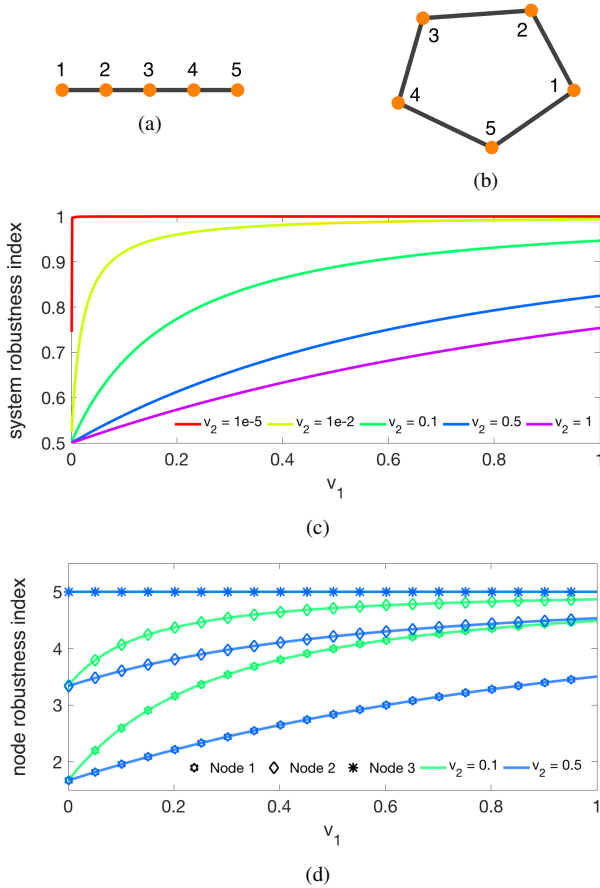 1 2 3 4 5
(a)
3 2
4 1
5
(b)
system robustness index
1
0.9
0.8
0.7
0.6
0.5
v2 = 1e-5 v2 = 1e-2 v2 = 0.1 v2 = 0.5 v2 = 1
0 0.2 0.4 0.6 0.8 1
v1
(c)
node robustness index
5
4
3
2
Node 1 Node 2 Node 3 v2 = 0.1 v2 = 0.5
0 0.2 0.4 0.6 0.8 1
v1
(d)